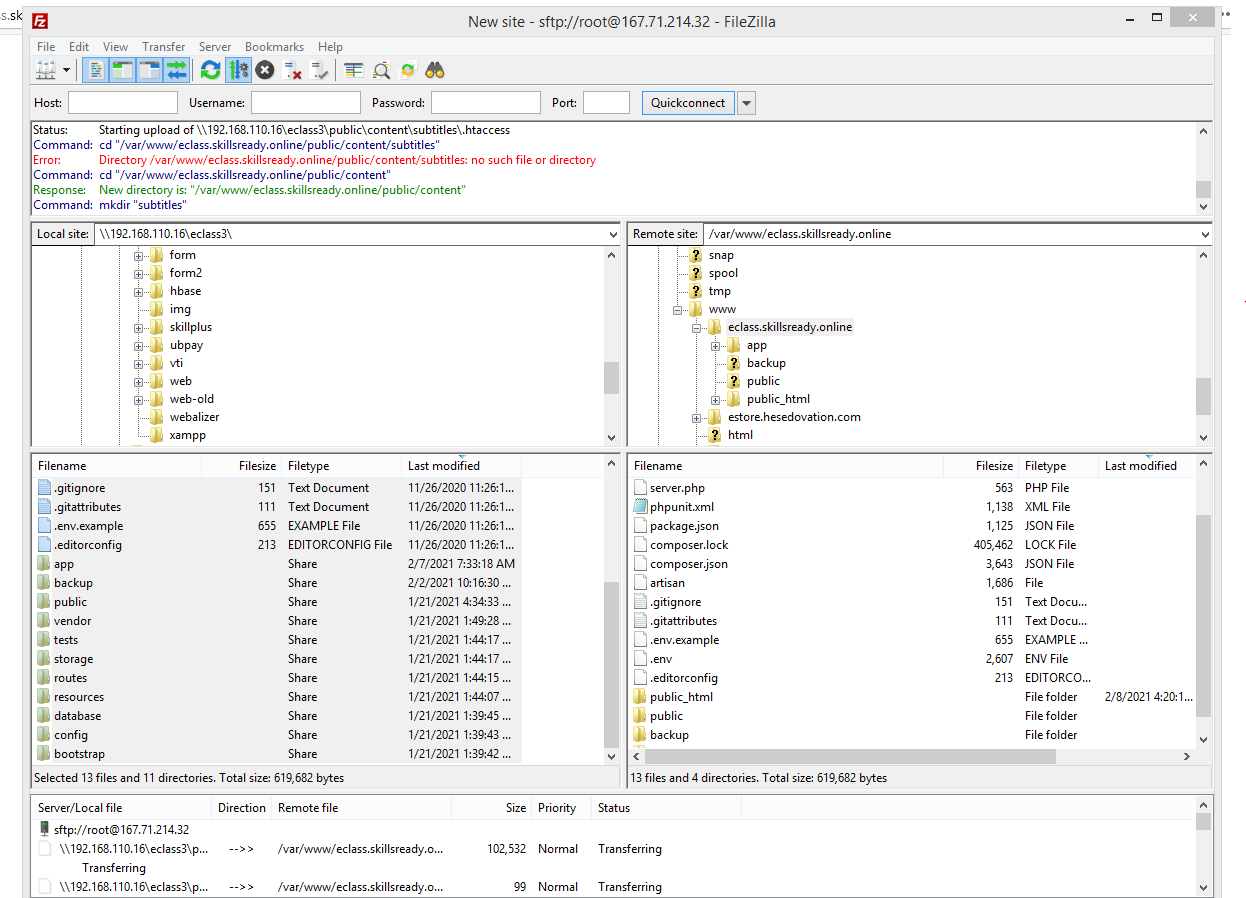 s.sk
New site - sftp://root@167.71.214.32 - FileZilla
File Edit View Transfer Server Bookmarks Help
Host: Username: Password: Port: Quickconnect
Status: Starting upload of \\192.168.110.16\eclass3\public\content\subtitles\.htaccess
Command: cd "/var/www/eclass.skillsready.online/public/content/subtitles"
Error: Directory /var/www/eclass.skillsready.online/public/content/subtitles: no such file or directory
Command: cd "/var/www/eclass.skillsready.online/public/content"
Response: New directory is: "/var/www/eclass.skillsready.online/public/content"
Command: mkdir "subtitles"
Local site: \\192.168.110.16\eclass3\
form
form2
hbase
img
skillplus
ubpay
vti
web
web-old
webalizer
xampp
Remote site: /var/www/eclass.skillsready.online
snap
spool
tmp
www
eclass.skillsready.online
app
backup
public
public_html
estore.hesedovation.com
html
Filename Filesize Filetype Last modified
.gitignore 151 Text Document 11/26/2020 11:26:1...
.gitattributes 111 Text Document 11/26/2020 11:26:1...
.env.example 655 EXAMPLE File 11/26/2020 11:26:1...
.editorconfig 213 EDITORCONFIG File 11/26/2020 11:26:1...
app Share 2/7/2021 7:33:18 AM
backup Share 2/2/2021 10:16:30 ...
public Share 1/21/2021 4:34:33 ...
vendor Share 1/21/2021 1:49:28 ...
tests Share 1/21/2021 1:44:17 ...
storage Share 1/21/2021 1:44:17 ...
routes Share 1/21/2021 1:44:15 ...
resources Share 1/21/2021 1:44:07 ...
database Share 1/21/2021 1:39:45 ...
config Share 1/21/2021 1:39:43 ...
bootstrap Share 1/21/2021 1:39:42 ...
Selected 13 files and 11 directories. Total size: 619,682 bytes
Filename Filesize Filetype Last modified
server.php 563 PHP File
phpunit.xml 1,138 XML File
package.json 1,125 JSON File
composer.lock 405,462 LOCK File
composer.json 3,643 JSON File
artisan 1,686 File
.gitignore 151 Text Docu...
.gitattributes 111 Text Docu...
.env.example 655 EXAMPLE ...
.env 2,607 ENV File
.editorconfig 213 EDITORCO...
public_html File folder 2/8/2021 4:20:1...
public File folder
backup File folder
13 files and 4 directories. Total size: 619,682 bytes
Server/Local file Direction Remote file Size Priority Status
sftp://root@167.71.214.32
\\192.168.110.16\eclass3\p... -->> /var/www/eclass.skillsready.o... 102,532 Normal Transferring
Transferring
\\192.168.110.16\eclass3\p... -->> /var/www/eclass.skillsready.o... 99 Normal Transferring